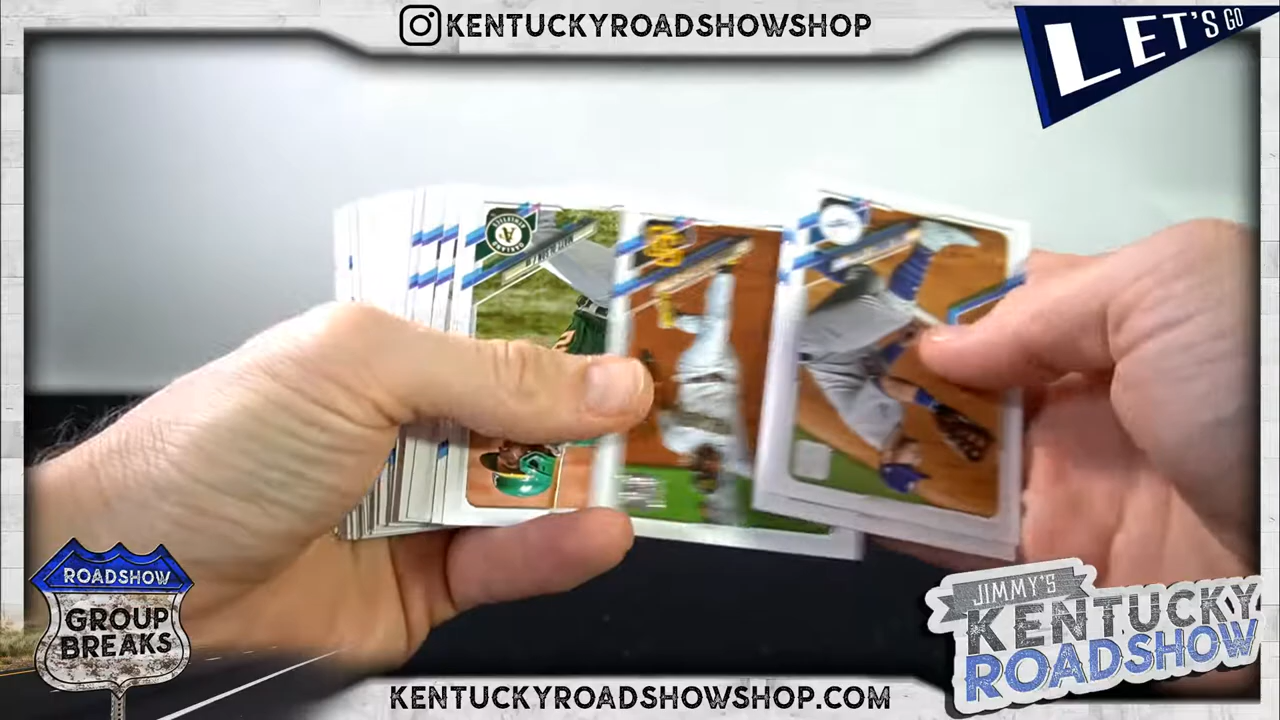 KENTUCKYROADSHOWSHOP
LET'S GO
ROADSHOW
GROUP
BREAKS
JIMMY'S
KENTUCKY
ROADSHOW
KENTUCKYROADSHOWSHOP.COM